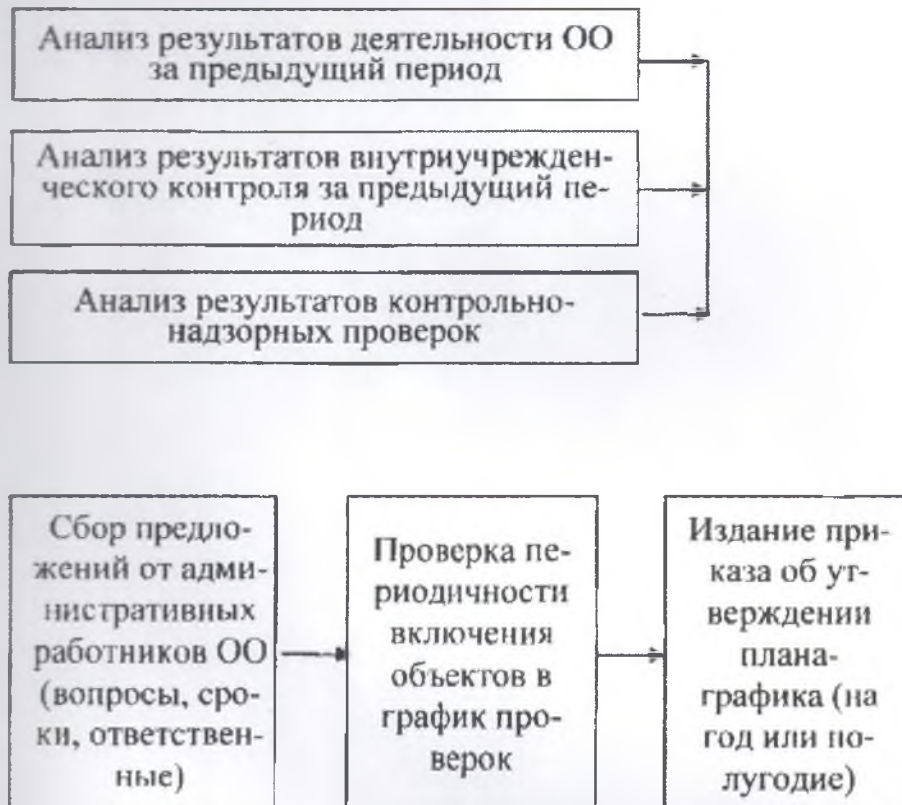 Анализ результатов деятельности ОО
за предыдущий период
Анализ результатов внутриучрежден-
ческого контроля за предыдущий пе-
риод
Анализ результатов контрольно-
надзорных проверок
Сбор предло-
жений от адми-
нистративных
работников ОО
(вопросы, сро-
ки, ответствен-
ные)
Проверка пе-
риодичности
включения
объектов в
график про-
верок
Издание при-
каза об ут-
верждении
плана-
графика (на
год или по-
лугодие)